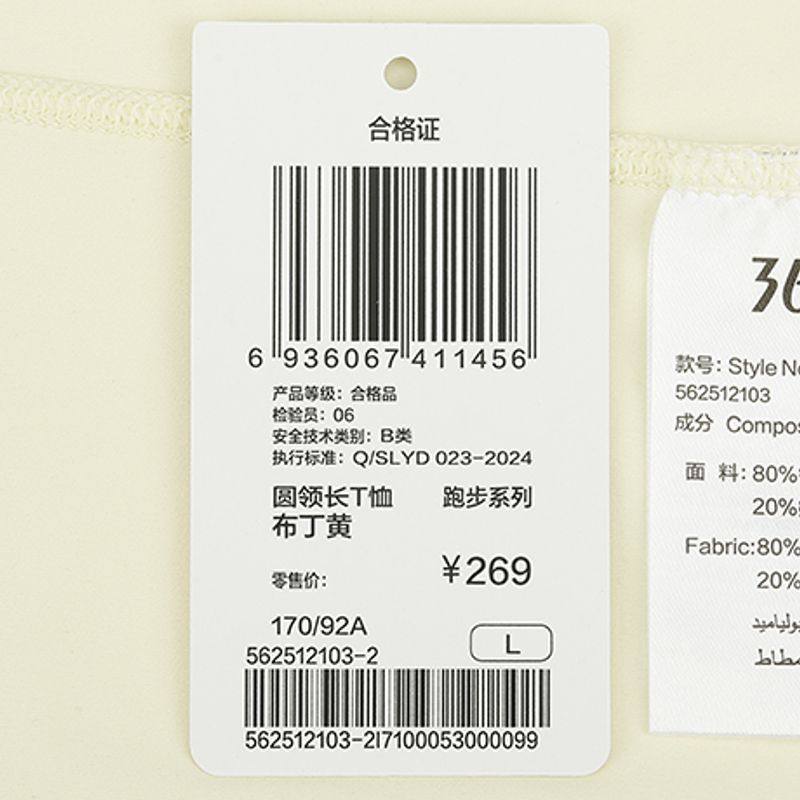 合格证
6 936067 411456
产品等级：合格品
检验员：06
安全技术类别：B类
执行标准：Q/SLYD 023-2024
圆领长T恤 跑步系列
布丁黄
零售价： ¥269
170/92A
L
562512103-2
562512103-2I7100053000099
36
款号：Style No
562512103
成分 Compos
面 料：80%
20%
Fabric:80%
20%
بوليامید
مطاط